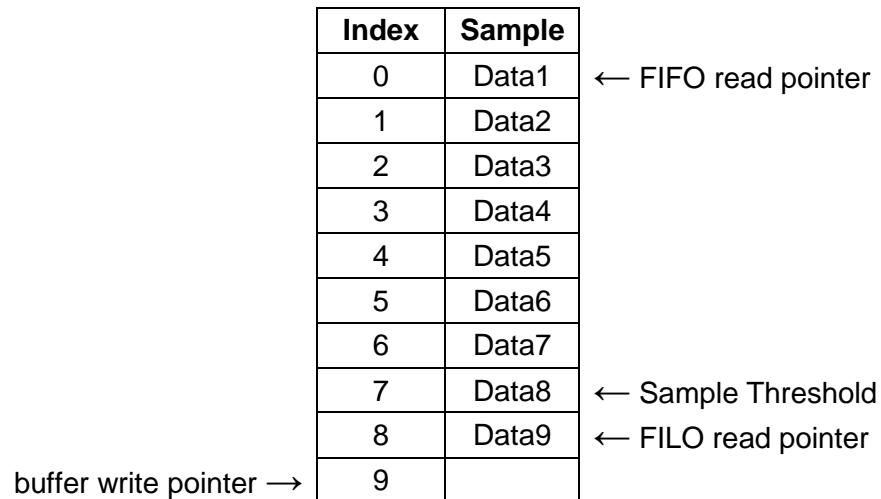 Index Sample
0 Data1 ← FIFO read pointer
1 Data2
2 Data3
3 Data4
4 Data5
5 Data6
6 Data7
7 Data8 ← Sample Threshold
8 Data9 ← FILO read pointer
buffer write pointer → 9